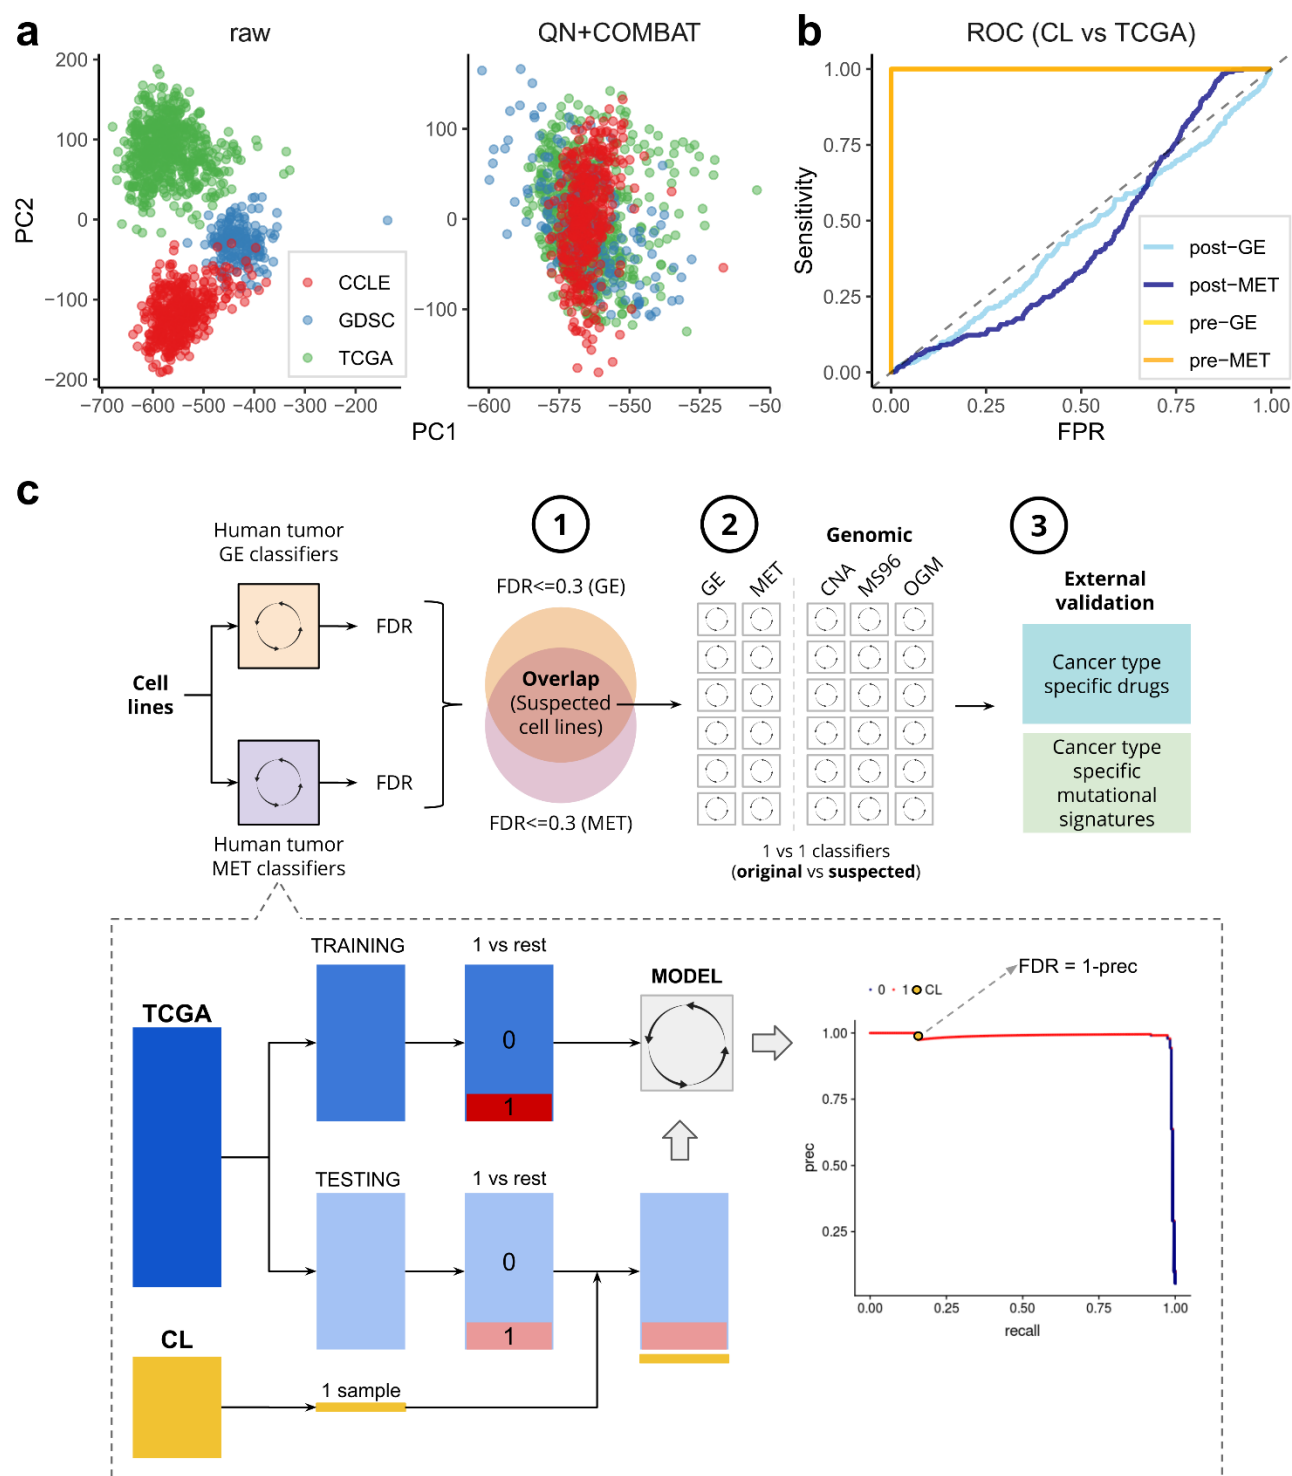 a
raw
QN+COMBAT
200
100
0
−100
−200
PC2
−700 −600 −500 −400 −300 −200
CCLE
GDSC
TCGA
100
0
−100
−600 −575 −550 −525 −50
PC1
b
ROC (CL vs TCGA)
1.00
0.75
0.50
0.25
0.00
Sensitivity
0.00 0.25 0.50 0.75 1.00
FPR
post−GE
post−MET
pre−GE
pre−MET
c
Human tumor
GE classifiers
Cell
lines
FDR
FDR
Human tumor
MET classifiers
1
FDR<=0.3 (GE)
Overlap
(Suspected
cell lines)
FDR<=0.3 (MET)
2
Genomic
GE MET CNA MS96 OGM
1 vs 1 classifiers
(original vs suspected)
3
External
validation
Cancer type
specific drugs
Cancer type
specific
mutational
signatures
TCGA
TRAINING
1 vs rest
0
1
MODEL
TESTING
1 vs rest
0
1
CL
1 sample
FDR = 1-prec
0 1 CL
1.00
0.75
0.50
0.25
prec
0.00 0.25 0.50 0.75 1.00
recall